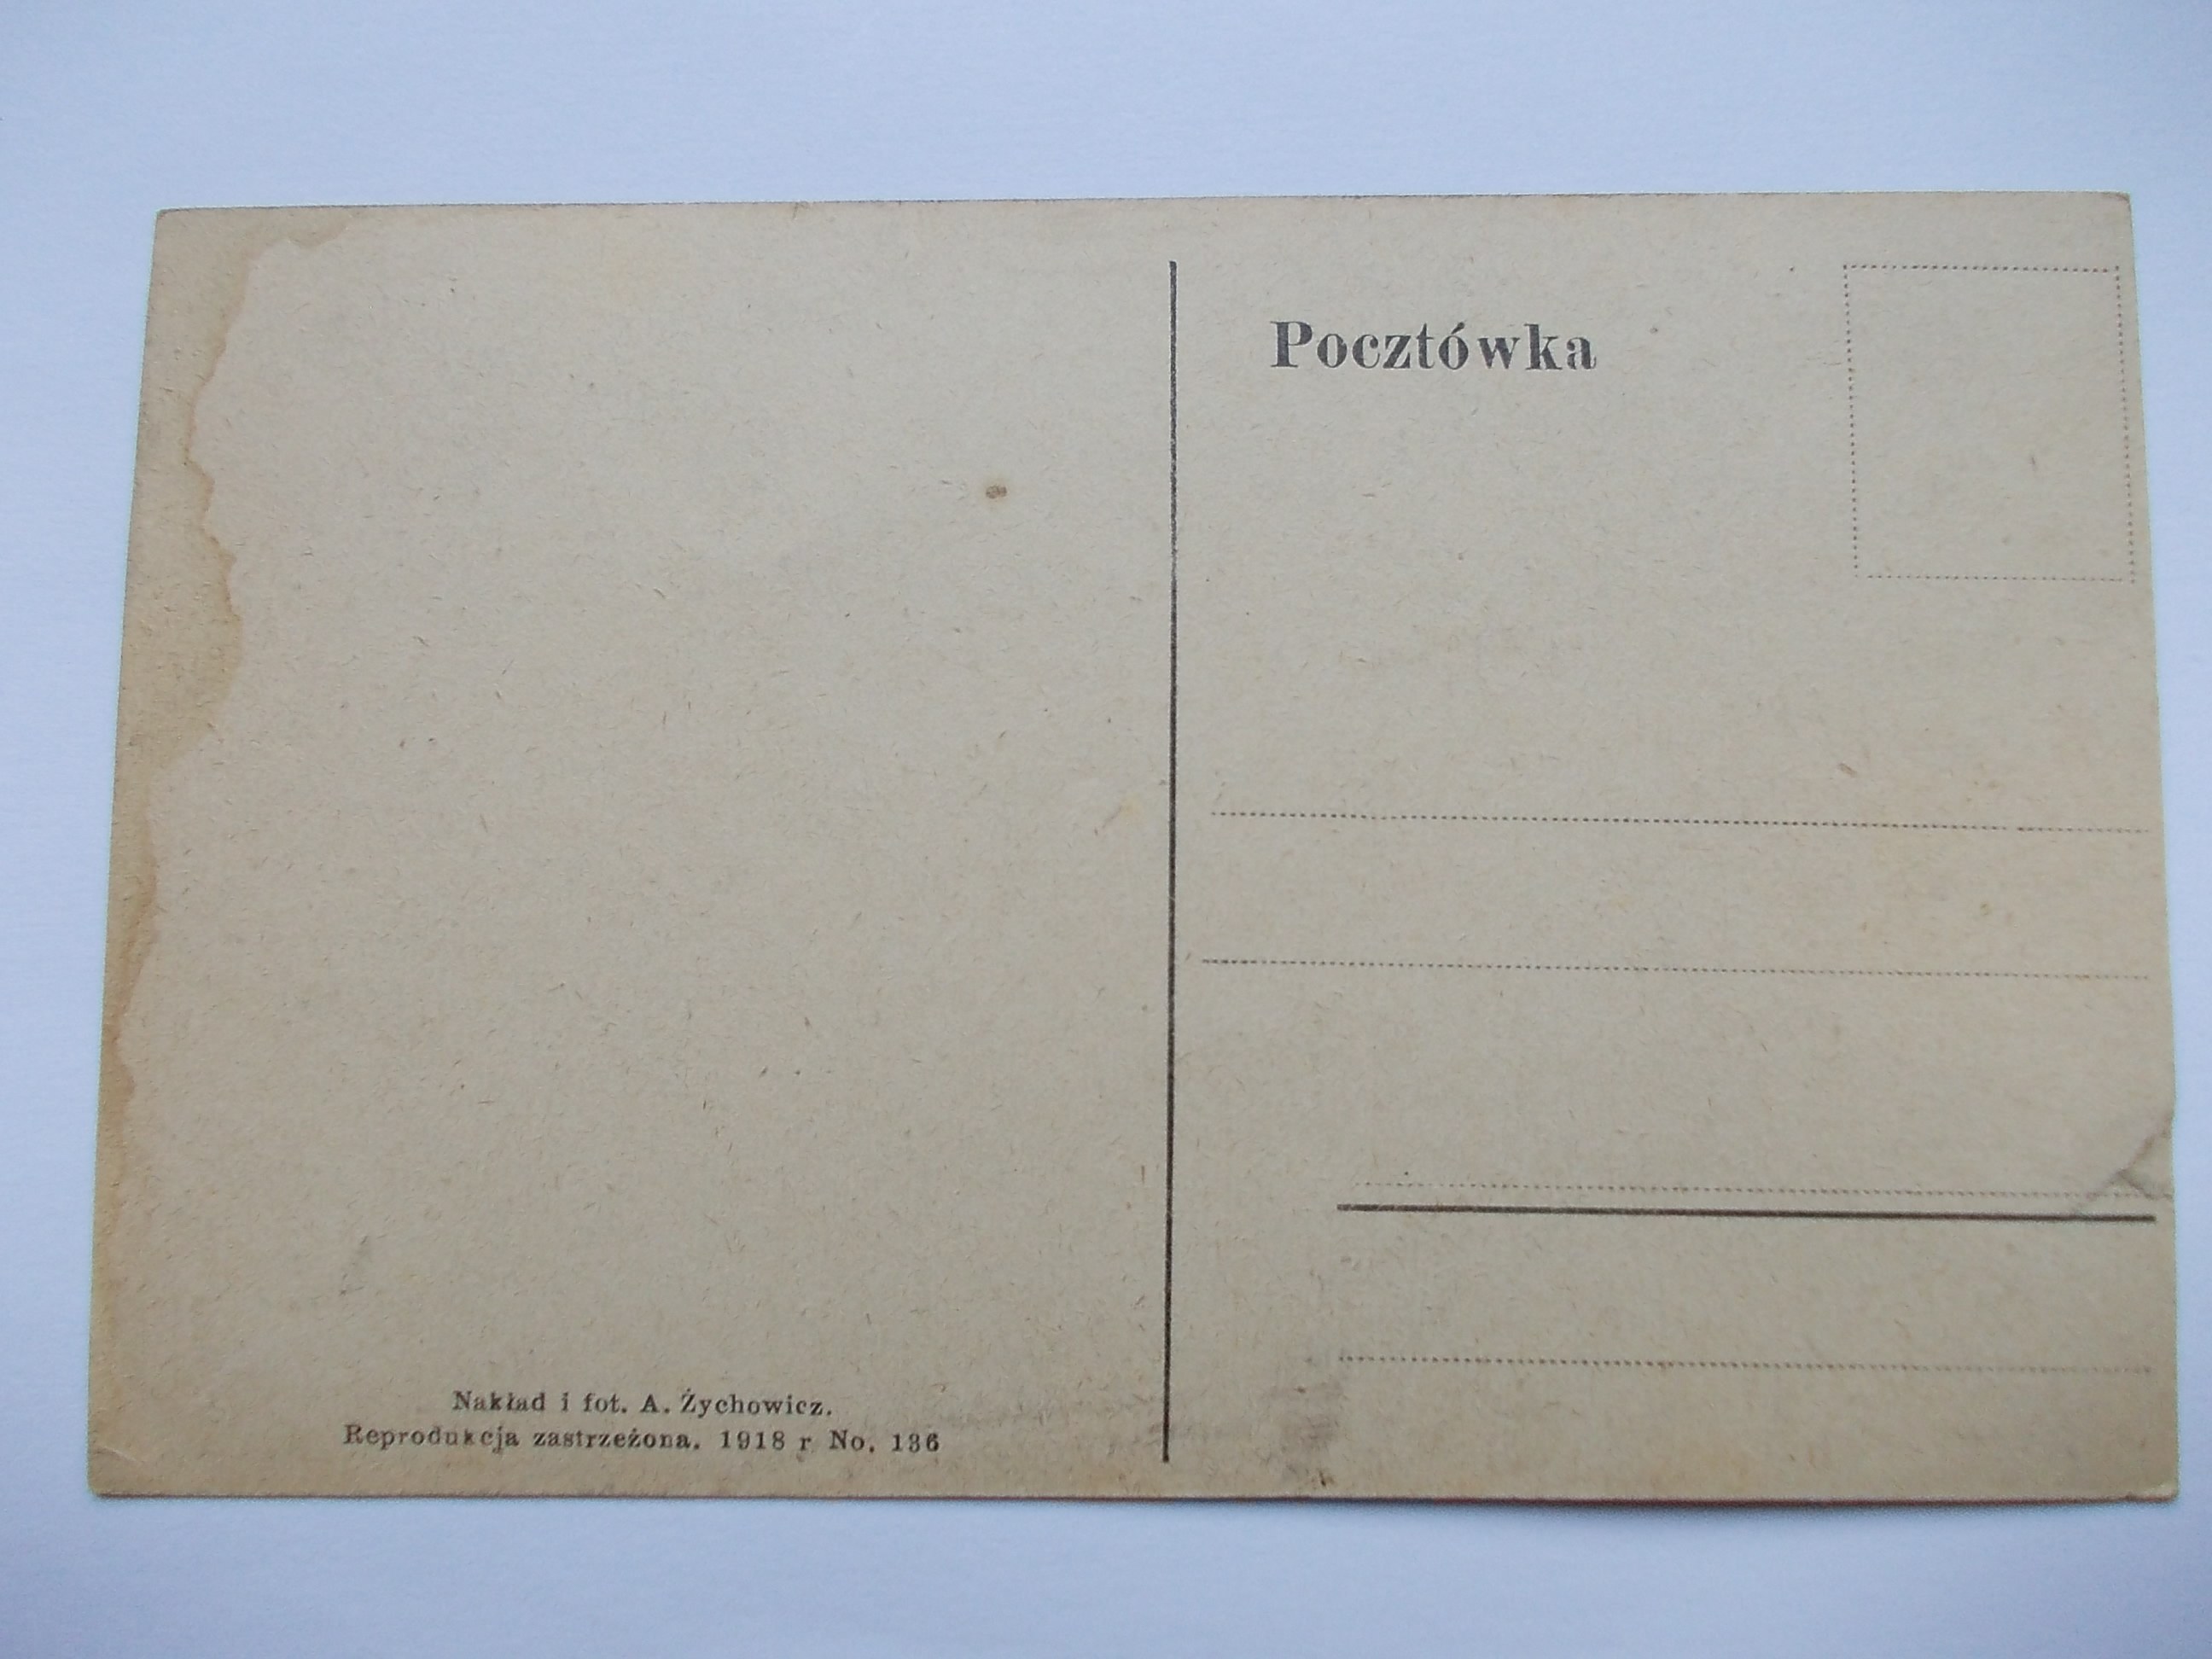 Pocztówka
Nakład i fot. A. Żychowicz.
Reprodukcja zastrzeżona. 1918 r No. 136